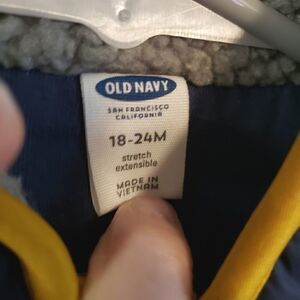 OLD NAVY
SAN FRANCISCO
CALIFORNIA
18-24M
stretch
extensible
MADE IN
VIETNAM